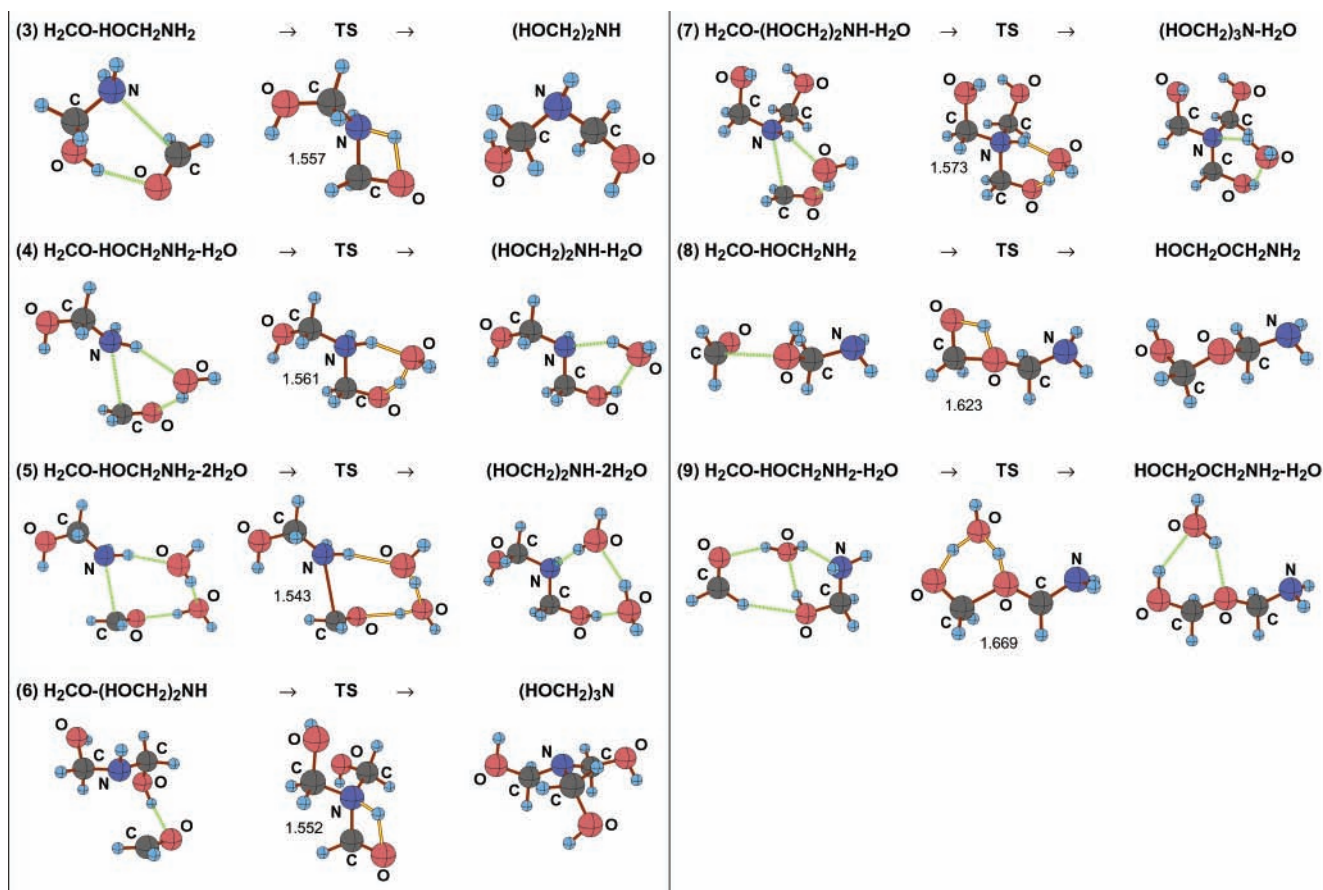 (3) H₂CO-HOCH₂NH₂ → TS → (HOCH₂)₂NH
N C O C O
O C N 1.557 C O
N C C O O
(4) H₂CO-HOCH₂NH₂-H₂O → TS → (HOCH₂)₂NH-H₂O
O C N O C O
O C N O 1.561 C O
O C N O C O
(5) H₂CO-HOCH₂NH₂-2H₂O → TS → (HOCH₂)₂NH-2H₂O
O C N O O C O
O C N O 1.543 O C O
O C O N C O O
(6) H₂CO-(HOCH₂)₂NH → TS → (HOCH₂)₃N
O C C N O C O
O O C C N 1.552 C O
N C O O C C O
(7) H₂CO-(HOCH₂)₂NH-H₂O → TS → (HOCH₂)₃N-H₂O
O O C C N O C O
O O C C N O 1.573 C O
O O C C N O C O
(8) H₂CO-HOCH₂NH₂ → TS → HOCH₂OCH₂NH₂
C O O C N
O C O C N
1.623
O C O C N
(9) H₂CO-HOCH₂NH₂-H₂O → TS → HOCH₂OCH₂NH₂-H₂O
O O N C O C
O O C O C N
1.669
O O C O C N